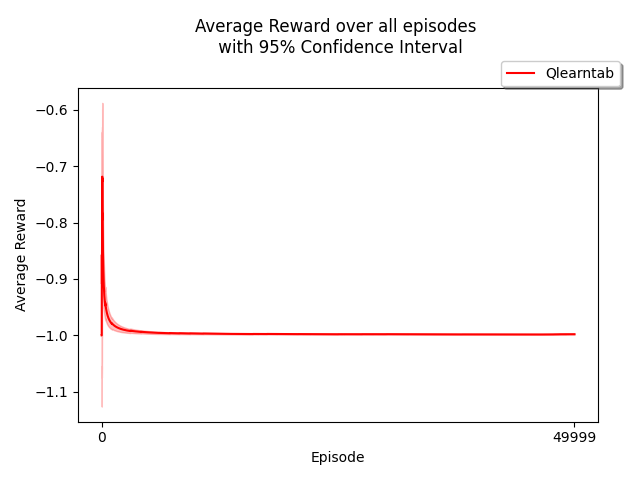 Average Reward over all episodes
with 95% Confidence Interval
Qlearntab
−0.6
−0.7
−0.8
−0.9
−1.0
−1.1
Average Reward
0
49999
Episode